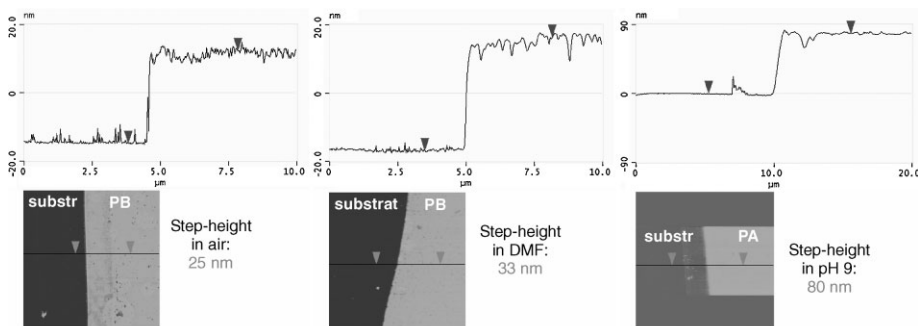 nm
20.0
0
-20.0
0 2.5 5.0 7.5 10.0
µm
nm
20.0
0
-20.0
0 2.5 5.0 7.5 10.0
µm
90
0
-90
0 10.0 20.0
µm
substr PB
Step-height
in air:
25 nm
substrat PB
Step-height
in DMF:
33 nm
substr PA
Step-height
in pH 9:
80 nm